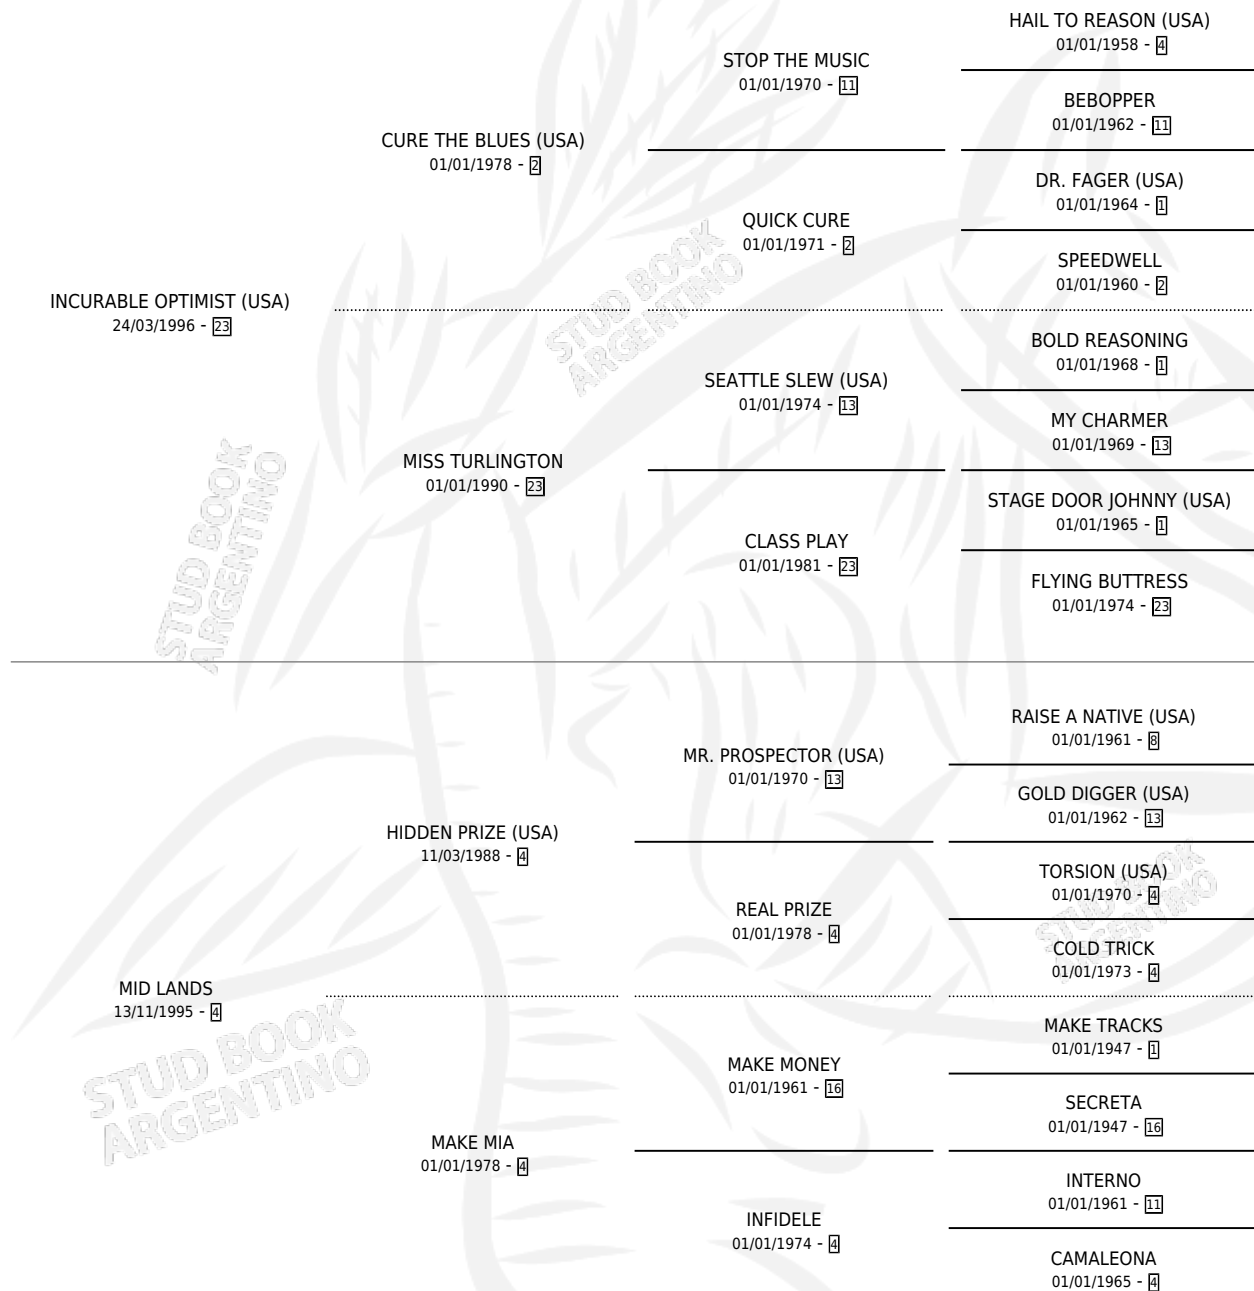 HAIL TO REASON (USA)
01/01/1958 - 4
STOP THE MUSIC
01/01/1970 - 11
BEBOPPER
01/01/1962 - 11
CURE THE BLUES (USA)
01/01/1978 - 2
DR. FAGER (USA)
01/01/1964 - 1
QUICK CURE
01/01/1971 - 2
SPEEDWELL
01/01/1960 - 2
INCURABLE OPTIMIST (USA)
24/03/1996 - 23
BOLD REASONING
01/01/1968 - 1
SEATTLE SLEW (USA)
01/01/1974 - 13
MY CHARMER
01/01/1969 - 13
MISS TURLINGTON
01/01/1990 - 23
STAGE DOOR JOHNNY (USA)
01/01/1965 - 1
CLASS PLAY
01/01/1981 - 23
FLYING BUTTRESS
01/01/1974 - 23
RAISE A NATIVE (USA)
01/01/1961 - 8
MR. PROSPECTOR (USA)
01/01/1970 - 13
GOLD DIGGER (USA)
01/01/1962 - 13
HIDDEN PRIZE (USA)
11/03/1988 - 4
TORSION (USA)
01/01/1970 - 4
REAL PRIZE
01/01/1978 - 4
COLD TRICK
01/01/1973 - 4
MID LANDS
13/11/1995 - 4
MAKE TRACKS
01/01/1947 - 1
MAKE MONEY
01/01/1961 - 16
SECRETA
01/01/1947 - 16
MAKE MIA
01/01/1978 - 4
INTERNO
01/01/1961 - 11
INFIDELE
01/01/1974 - 4
CAMALEONA
01/01/1965 - 4
STUD BOOK
ARGENTINO
STUD BOOK
ARGENTINO
STUD BOOK
ARGENTINO
STUD BOOK
ARGENTINO